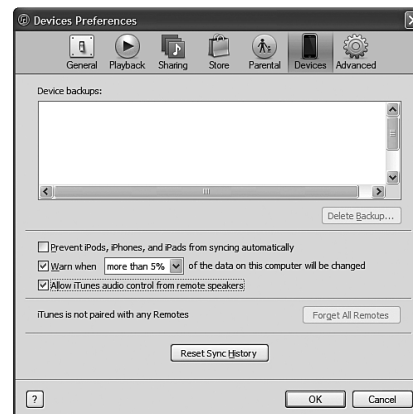 Devices Preferences
General Playback Sharing Store Parental Devices Advanced
Device backups:
Delete Backup...
Prevent iPods, iPhones, and iPads from syncing automatically
Warn when more than 5% of the data on this computer will be changed
Allow iTunes audio control from remote speakers
iTunes is not paired with any Remotes Forget All Remotes
Reset Sync History
? OK Cancel